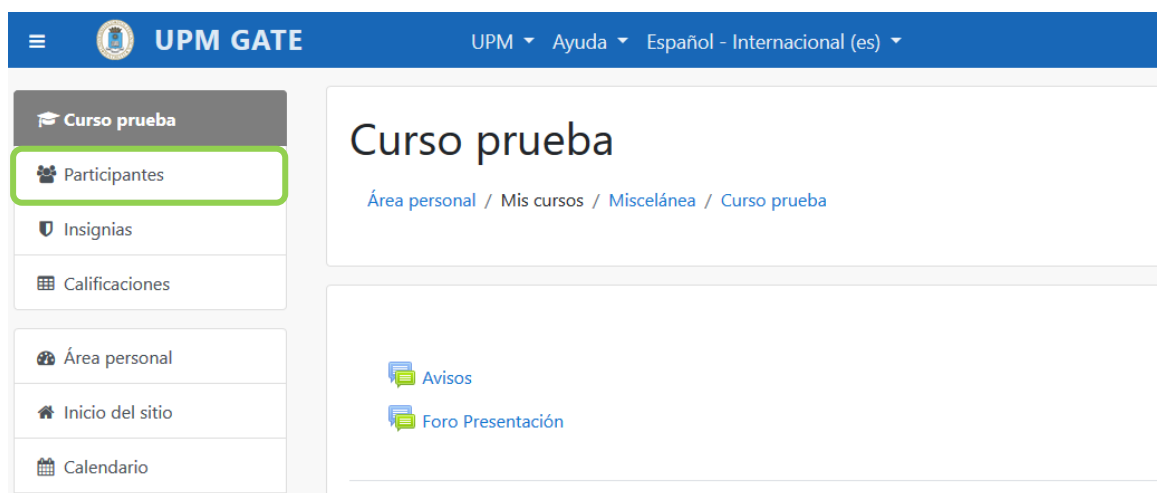 UPM GATE UPM Ayuda Español - Internacional (es)
Curso prueba
Participantes
Insignias
Calificaciones
Área personal
Inicio del sitio
Calendario
Curso prueba
Área personal / Mis cursos / Miscelánea / Curso prueba
Avisos
Foro Presentación